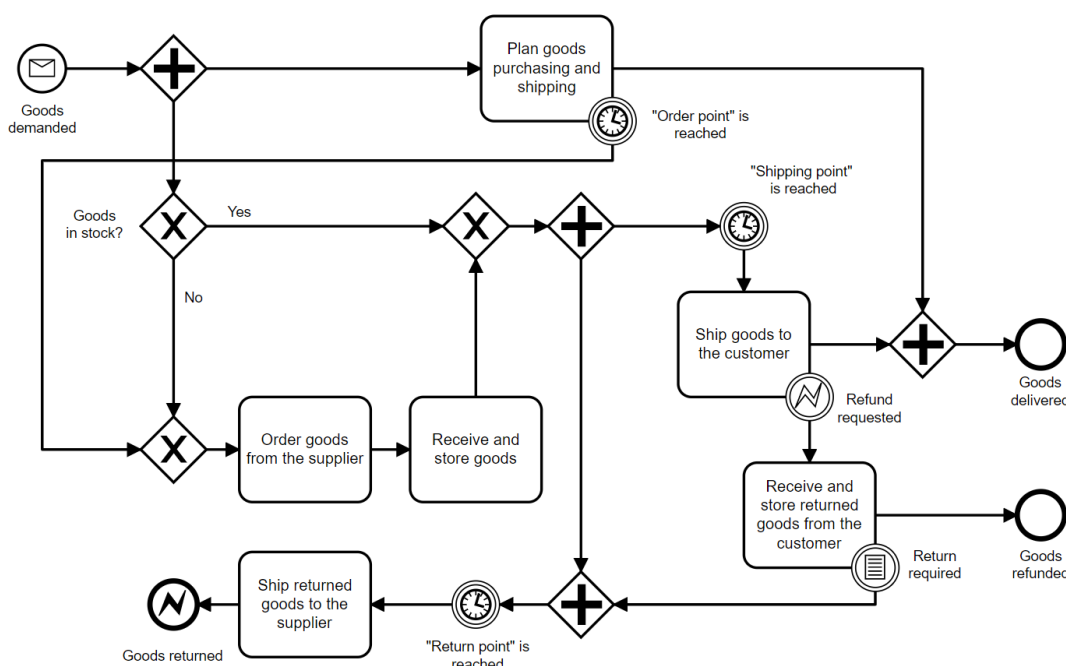 Plan goods
purchasing and
shipping
Goods
demanded
"Order point" is
reached
"Shipping point"
is reached
Goods
in stock?
Yes
No
Ship goods to
the customer
Goods
delivered
Refund
requested
Order goods
from the supplier
Receive and
store goods
Receive and
store returned
goods from the
customer
Return
required
Goods
refunded
Ship returned
goods to the
supplier
Goods returned
"Return point" is
reached